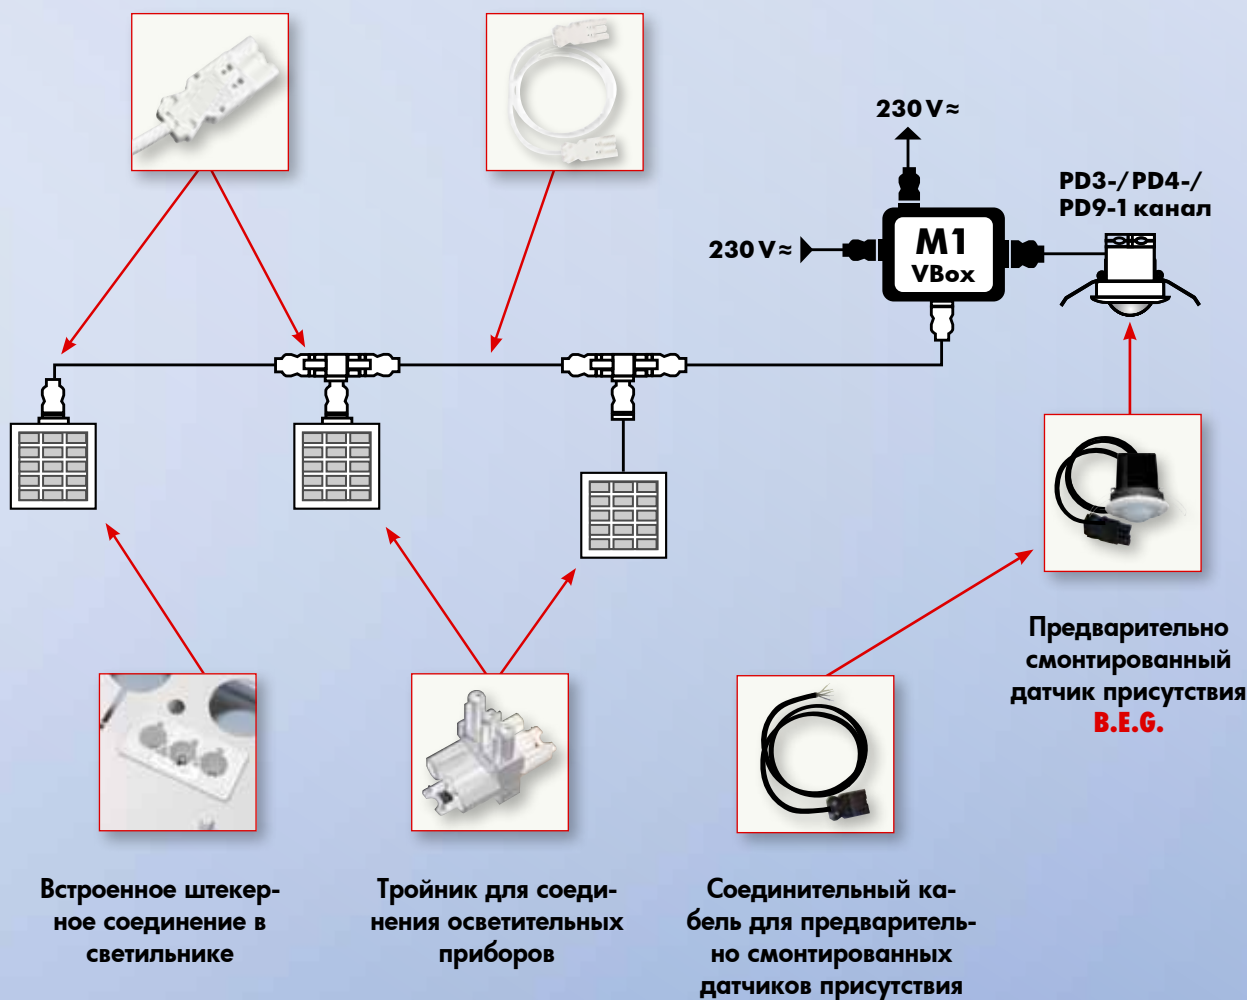 230 V≈
PD3-/PD4-/
PD9-1 канал
230 V≈
M1
VBox
Предварительно
смонтированный
датчик присутствия
B.E.G.
Встроенное штекер-
ное соединение в
светильнике
Тройник для соеди-
нения осветительных
приборов
Соединительный ка-
бель для предваритель-
но смонтированных
датчиков присутствия